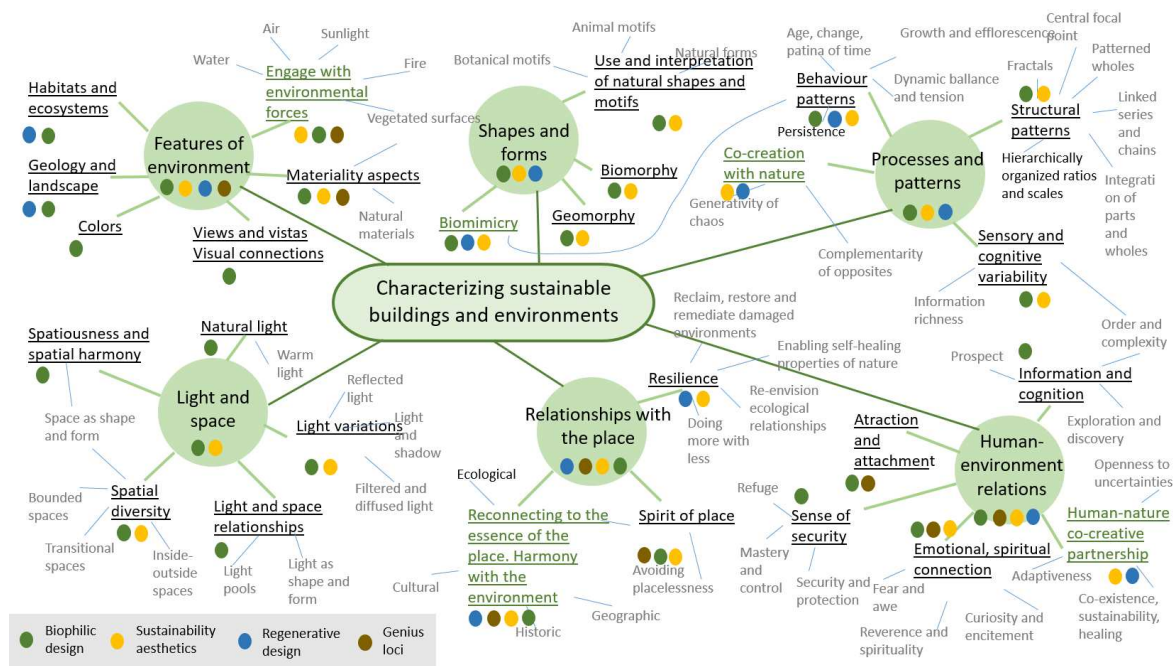 Air
Sunlight
Water
Fire
Engage with
environmental
forces
Vegetated surfaces
Habitats and
ecosystems
Geology and
landscape
Colors
Features of
environment
Materiality aspects
Natural
materials
Views and vistas
Visual connections
Animal motifs
Botanical motifs
Natural forms
Use and interpretation
of natural shapes and
motifs
Shapes and
forms
Biomorphy
Geomorphy
Biomimicry
Age, change,
patina of time
Growth and efflorescence
Behaviour
patterns
Dynamic ballance
and tension
Persistence
Co-creation
with nature
Generativity of
chaos
Complementarity
of opposites
Processes and
patterns
Central focal
point
Fractals
Patterned
wholes
Structural
patterns
Linked
series and
chains
Hierarchically
organized ratios
and scales
Integrati
on of
parts
and
wholes
Sensory and
cognitive
variability
Information
richness
Order and
complexity
Characterizing sustainable
buildings and environments
Spatiousness and
spatial harmony
Natural light
Warm
light
Light and
space
Space as shape
and form
Reflected
light
Light variations
Light
and
shadow
Filtered and
diffused light
Bounded
spaces
Spatial
diversity
Transitional
spaces
Inside-
outside
spaces
Light and space
relationships
Light
pools
Light as
shape and
form
Reclaim, restore and
remediate damaged
environments
Enabling self-healing
properties of nature
Resilience
Re-envision
ecological
relationships
Doing
more with
less
Relationships with
the place
Ecological
Reconnecting to the
essence of the
place. Harmony
with the
environment
Cultural
Historic
Geographic
Spirit of place
Avoiding
placelessness
Prospect
Information and
cognition
Exploration and
discovery
Attraction
and
attachment
Human-
environment
relations
Refuge
Sense of
security
Mastery
and
control
Security and
protection
Emotional, spiritual
connection
Fear and
awe
Reverence and
spirituality
Curiosity and
encitement
Openness to
uncertainties
Human-nature
co-creative
partnership
Adaptiveness
Co-existence,
sustainability,
healing
Biophilic
design
Sustainability
aesthetics
Regenerative
design
Genius
loci